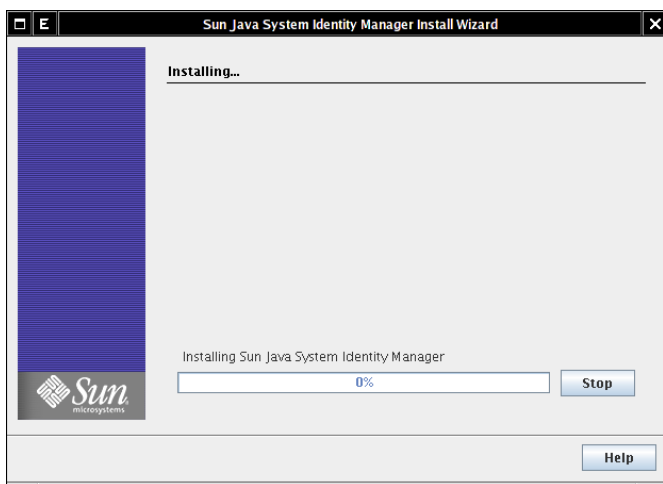 E
Sun Java System Identity Manager Install Wizard
Installing...
Installing Sun Java System Identity Manager
0%
Stop
Sun
microsystems
Help